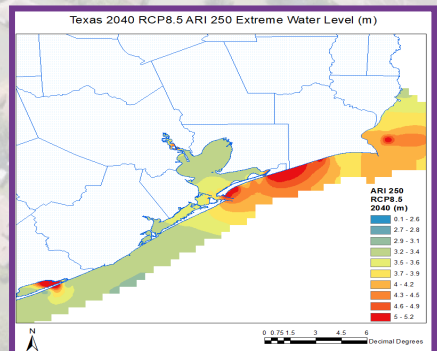 Texas 2040 RCP8.5 ARI 250 Extreme Water Level (m)
ARI 250
RCP8.5
2040 (m)
0.1 - 2.6
2.7 - 2.8
2.9 - 3.1
3.2 - 3.4
3.5 - 3.6
3.7 - 3.9
4 - 4.2
4.3 - 4.5
4.6 - 4.9
5 - 5.2
N
0 0.75 1.5 3 4.5 6
Decimal Degrees